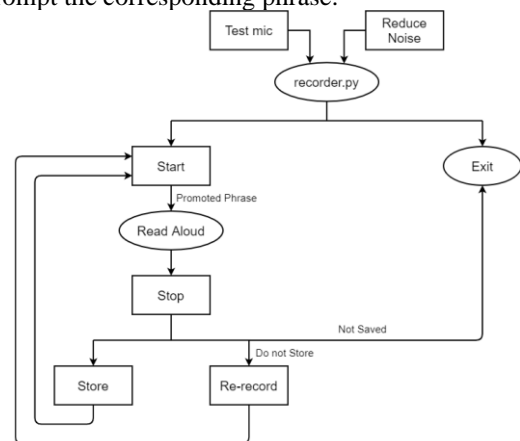 prompt the corresponding phrase.
Test mic
Reduce
Noise
recorder.py
Start
Exit
Promoted Phrase
Read Aloud
Stop
Not Saved
Do not Store
Store
Re-record